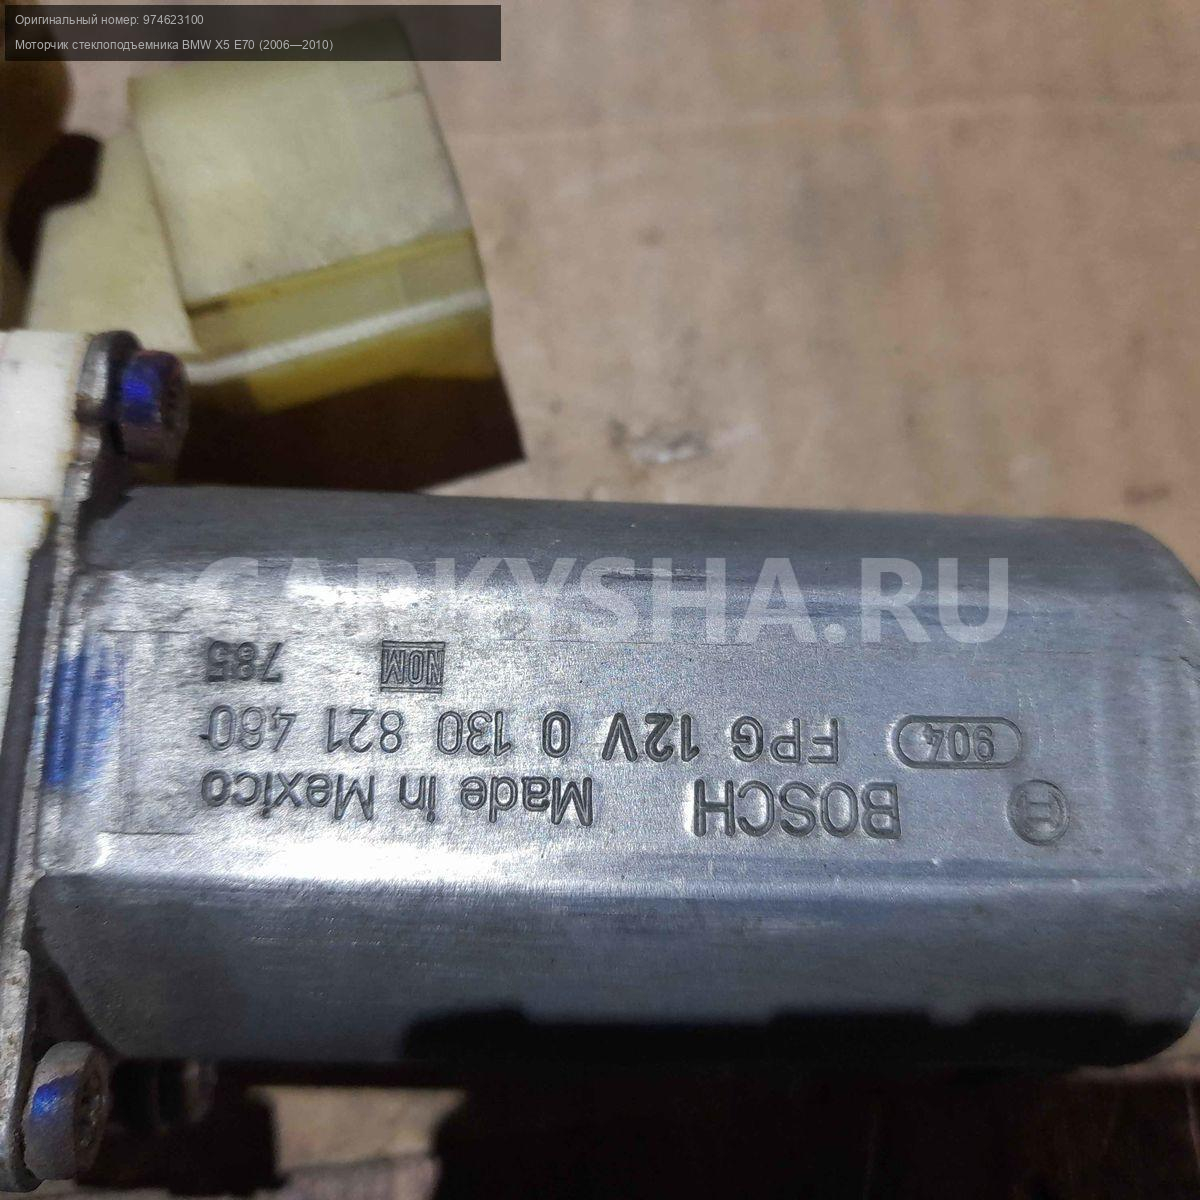 Оригинальный номер: 974623100
Моторчик стеклоподъемника BMW X5 E70 (2006—2010)
CARKYSHA.RU
BOSCH Made in Mexico
904 FPG 12V 0 130 821 460
NOM 785